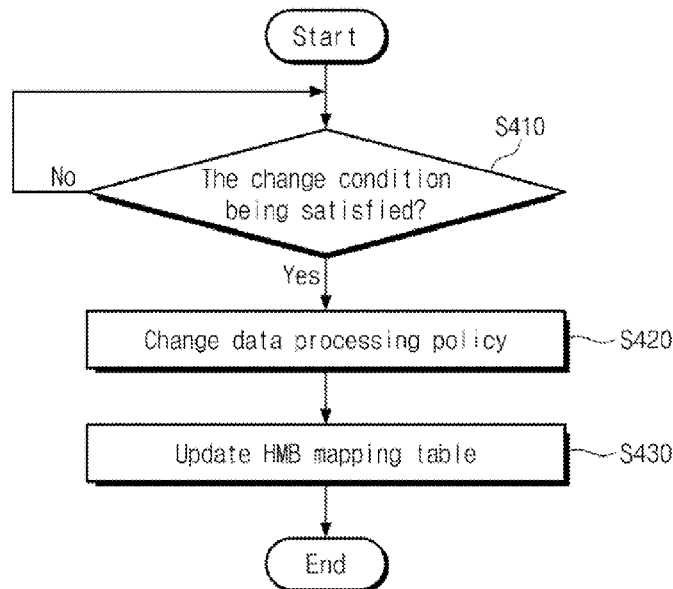 Start
S410
No
The change condition
being satisfied?
Yes
Change data processing policy
S420
Update HMB mapping table
S430
End